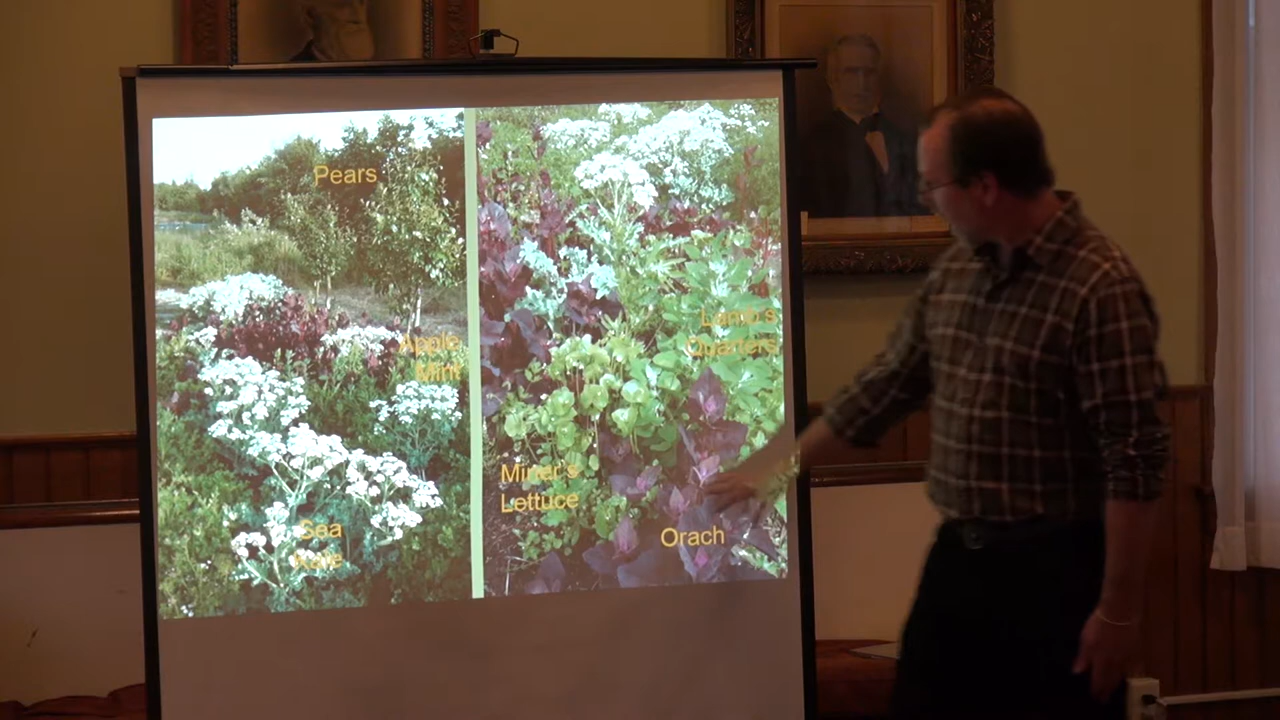 Pears
Apple
Mint
Sea
Kale
Lamb's
Quarters
Miner's
Lettuce
Orach